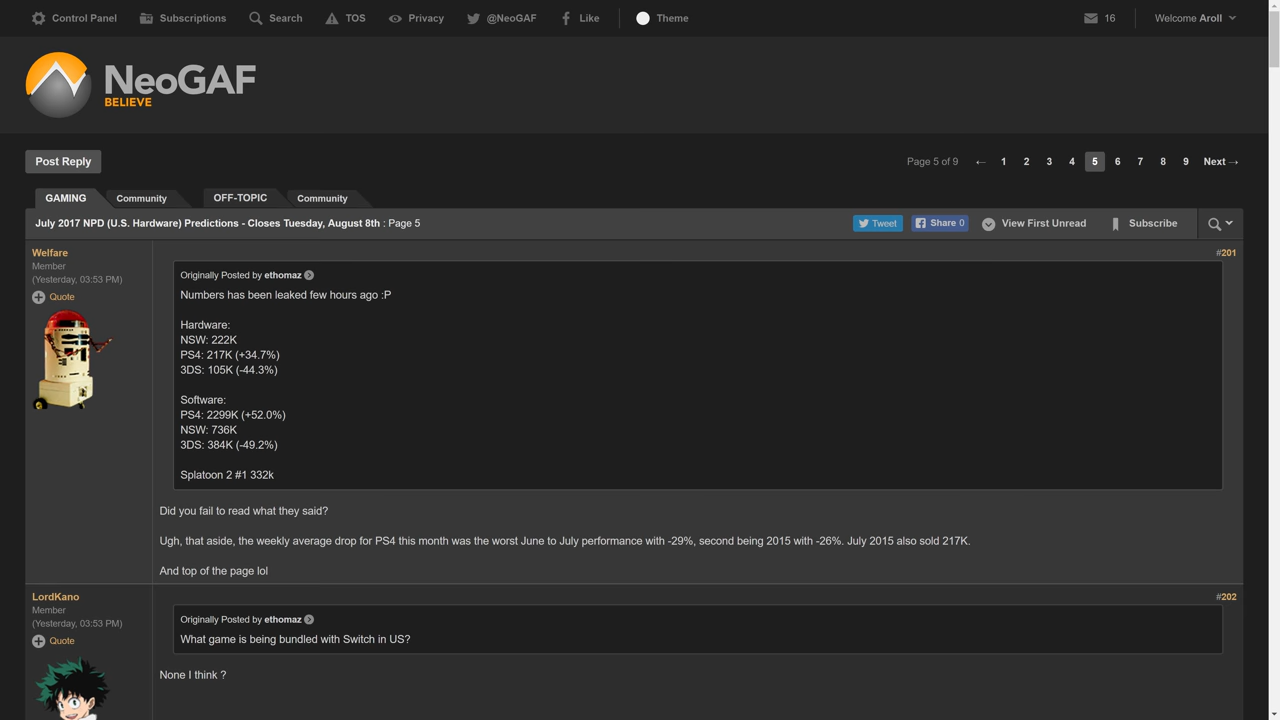 Control Panel Subscriptions Search TOS Privacy @NeoGAF Like Theme 16 Welcome Aroll
NeoGAF
BELIEVE
Post Reply Page 5 of 9 ← 1 2 3 4 5 6 7 8 9 Next →
GAMING Community OFF-TOPIC Community
July 2017 NPD (U.S. Hardware) Predictions - Closes Tuesday, August 8th : Page 5 Tweet Share 0 View First Unread Subscribe
Welfare #201
Member
(Yesterday, 03:53 PM)
Quote
Originally Posted by ethomaz
Numbers has been leaked few hours ago :P
Hardware:
NSW: 222K
PS4: 217K (+34.7%)
3DS: 105K (-44.3%)
Software:
PS4: 2299K (+52.0%)
NSW: 736K
3DS: 384K (-49.2%)
Splatoon 2 #1 332k
Did you fail to read what they said?
Ugh, that aside, the weekly average drop for PS4 this month was the worst June to July performance with -29%, second being 2015 with -26%. July 2015 also sold 217K.
And top of the page lol
LordKano #202
Member
(Yesterday, 03:53 PM)
Quote
Originally Posted by ethomaz
What game is being bundled with Switch in US?
None I think ?